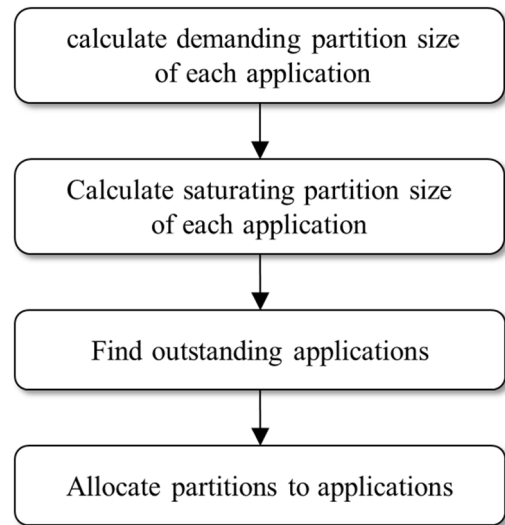 calculate demanding partition size
of each application
Calculate saturating partition size
of each application
Find outstanding applications
Allocate partitions to applications